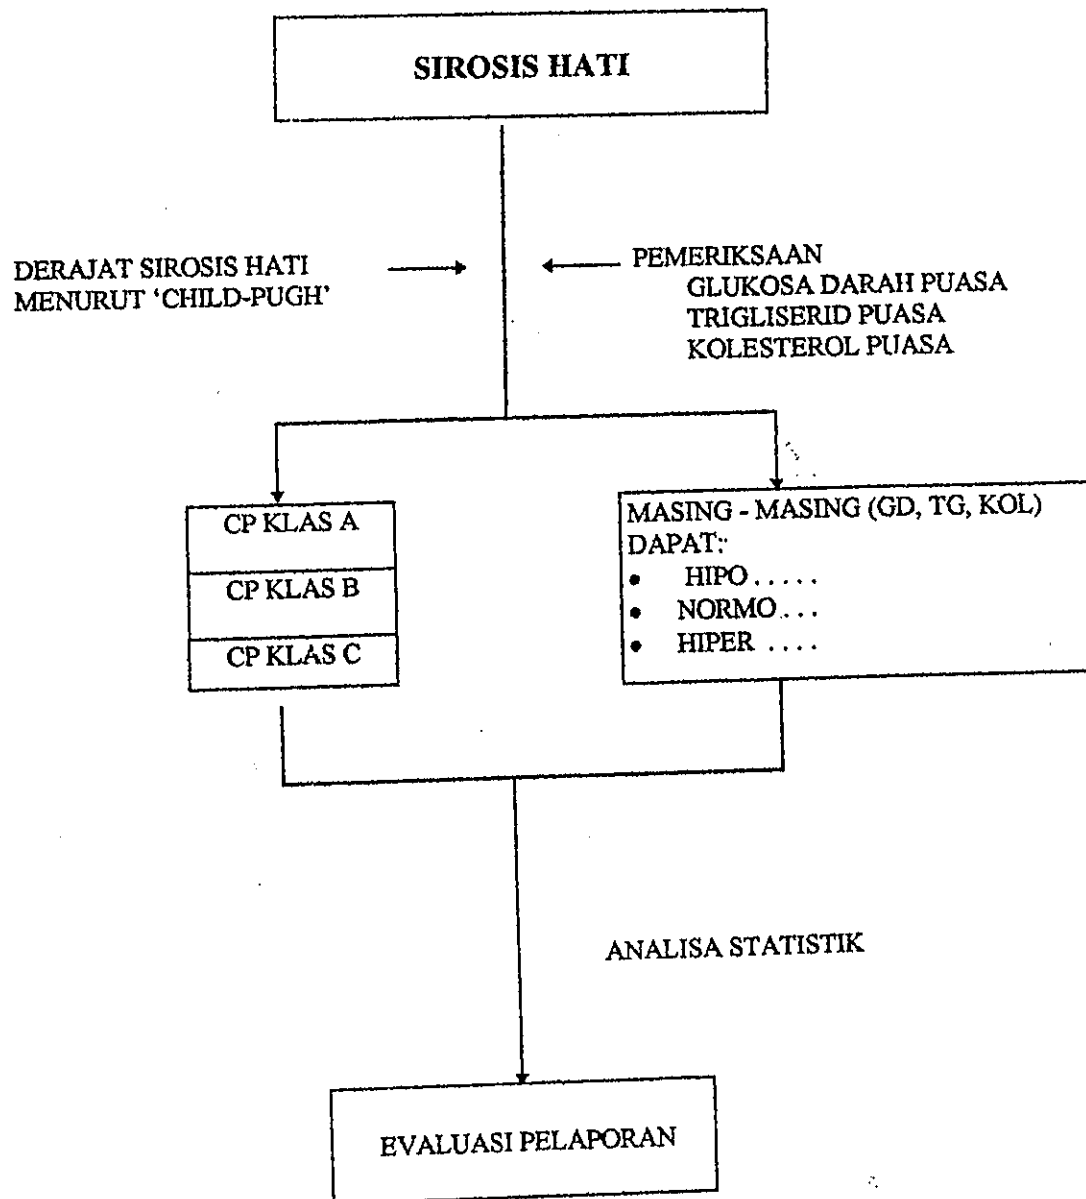 SIROSIS HATI
DERAJAT SIROSIS HATI
MENURUT ‘CHILD-PUGH’
PEMERIKSAAN
GLUKOSA DARAH PUASA
TRIGLISERID PUASA
KOLESTEROL PUASA
CP KLAS A
CP KLAS B
CP KLAS C
MASING - MASING (GD, TG, KOL)
DAPAT:
• HIPO . . . . .
• NORMO . . .
• HIPER . . . .
ANALISA STATISTIK
EVALUASI PELAPORAN